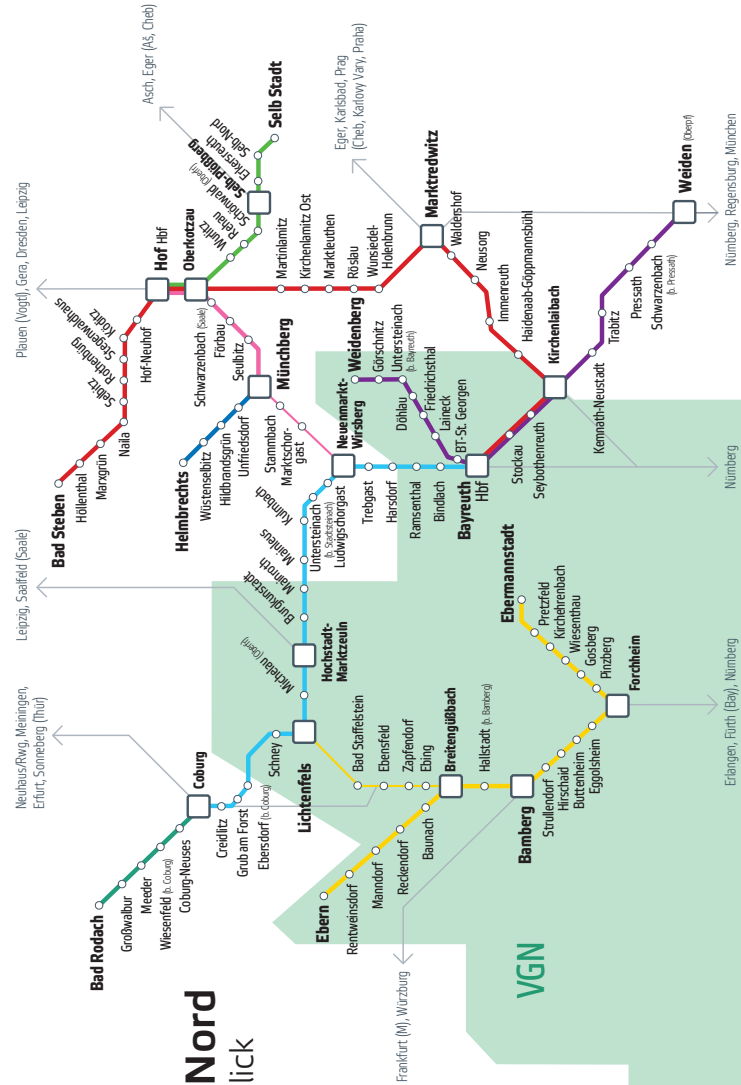 Nord
lick
VGN
Neuhaus/Rwg, Meiningen,
Erfurt, Sonneberg (Thür)
Leipzig, Saalfeld (Saale)
Plauen (Vogtl), Gera, Dresden, Leipzig
Asch, Eger (Aš, Cheb)
Eger, Karlsbad, Prag
(Cheb, Karlovy Vary, Praha)
Nürnberg, Regensburg, München
Nürnberg
Erlangen, Fürth (Bay), Nürnberg
Frankfurt (M), Würzburg
Bad Rodach
Großwalbur
Meeder
Wiesenfeld (b. Coburg)
Coburg-Neuses
Coburg
Creidlitz
Grub am Forst
Ebersdorf (b. Coburg)
Schney
Lichtenfels
Michelau (Oberfr)
Hochstadt-
Marktzeuln
Burgkunstadt
Mainroth
Mainleus
Kulmbach
Untersteinach
(b. Stadtsteinach)
Ludwigschorgast
Neuenmarkt-
Wirsberg
Trebgast
Harsdorf
Ramsenthal
Bindlach
Bayreuth
Hbf
Bad Steben
Höllenthal
Marxgrün
Naila
Selbitz
Rothenbürg
Stegenwaldhaus
Köditz
Hof-Neuhof
Hof Hbf
Oberkotzau
Helmbrechts
Wüstenselbitz
Hildbrandsgrün
Unfriedsdorf
Münchberg
Schwarzenbach (Saale)
Förbau
Seulbitz
Stammbach
Marktschor-
gast
Wurlitz
Rehau
Schönwald (Oberfr)
Selb-Plößberg
Erkersreuth
Selb-Nord
Selb Stadt
Martinlamitz
Kirchenlamitz Ost
Marktleuthen
Röslau
Wunsiedel-
Holenbrunn
Marktredwitz
Waldershof
Neusorg
Immenreuth
Haidenaab-Göppmannsbühl
Kirchenlaibach
Weidenberg
Görschnitz
Untersteinach
(b. Bayreuth)
Döhlau
Friedrichsthal
Laineck
BT-St. Georgen
Stockau
Seybothenreuth
Kemnath-Neustadt
Trabitz
Pressath
Schwarzenbach
(b. Pressath)
Weiden (Oberpf)
Bad Staffelstein
Ebensfeld
Zapfendorf
Ebing
Breitengüßbach
Hallstadt (b. Bamberg)
Bamberg
Ebern
Rentweinsdorf
Manndorf
Reckendorf
Baunach
Strullendorf
Hirschaid
Buttenheim
Eggolsheim
Forchheim
Ebermannstadt
Pretzfeld
Kirchehrenbach
Wiesenthau
Gosberg
Pinzberg